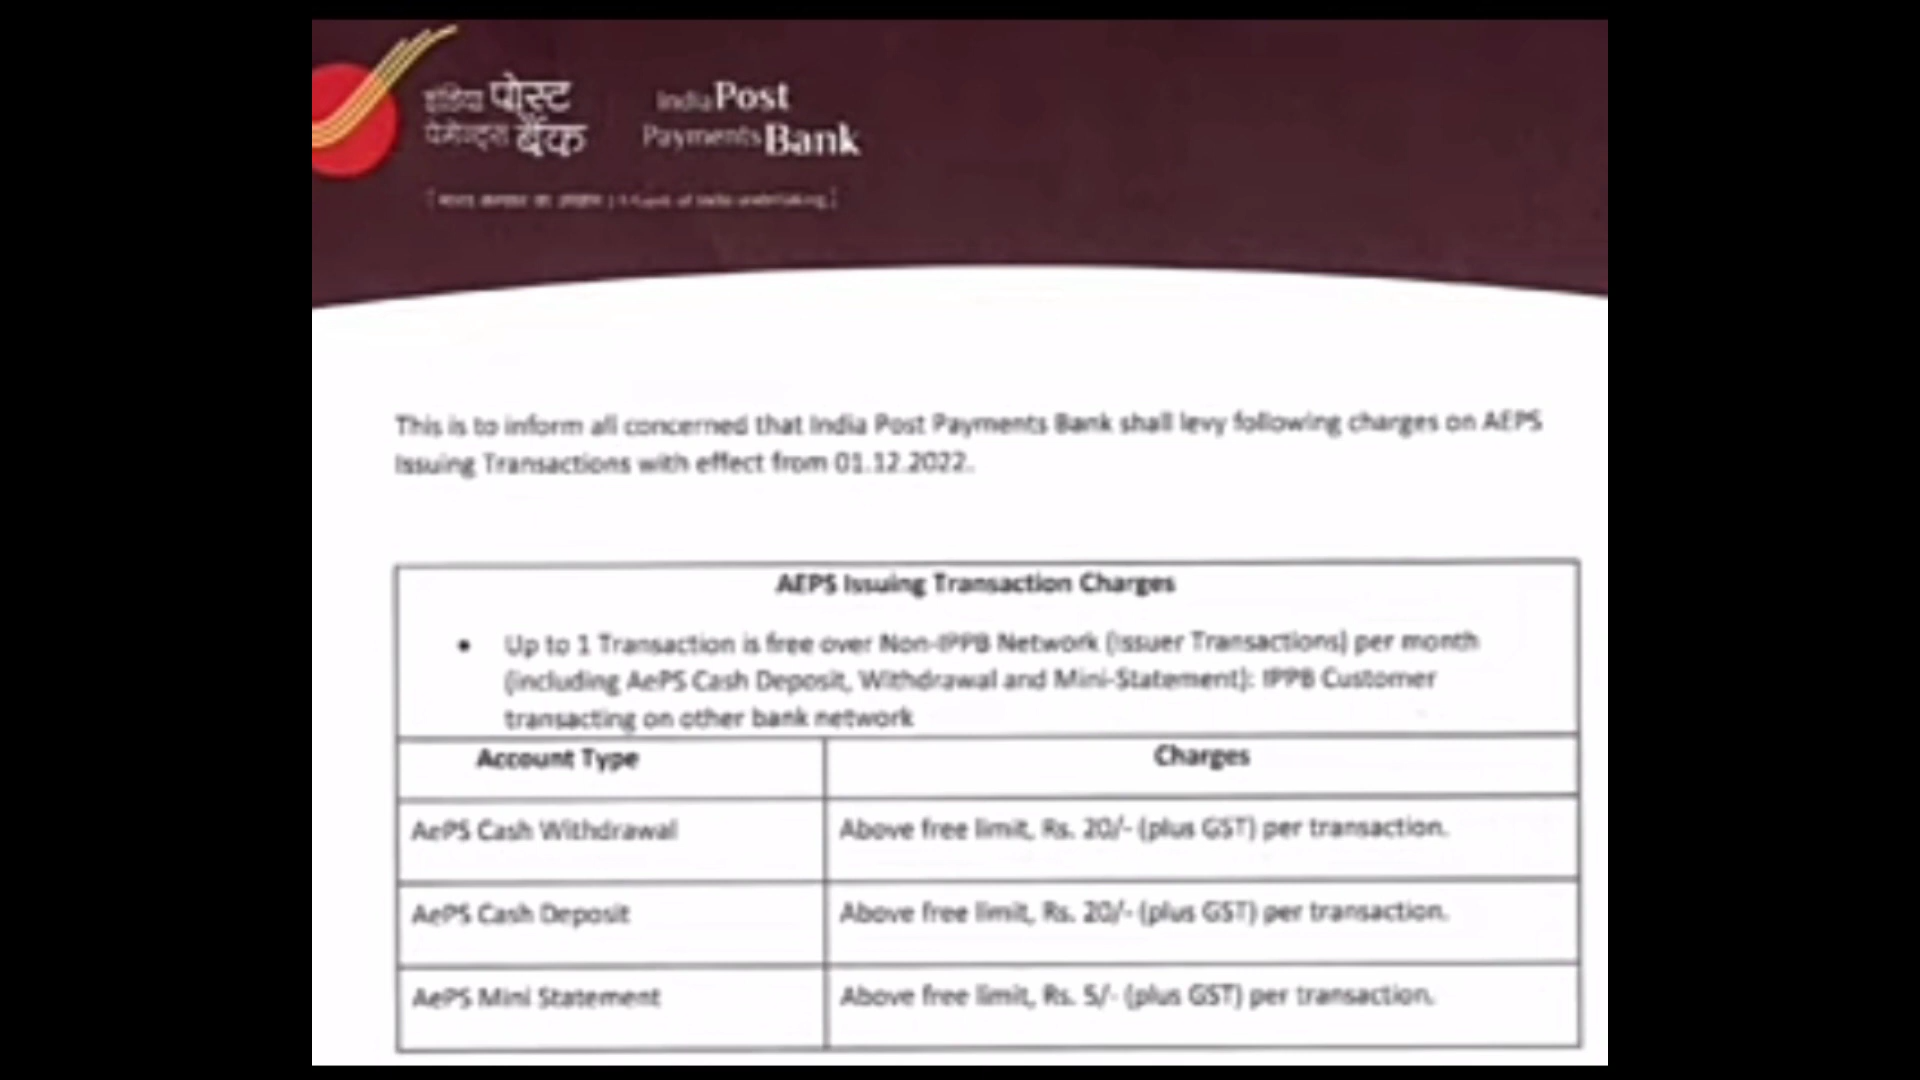 इंडिया पोस्ट
पेमेन्ट्स बैंक
India Post
Payments Bank
This is to inform all concerned that India Post Payments Bank shall levy following charges on AEPS
Issuing Transactions with effect from 01.12.2022.
AEPS Issuing Transaction Charges
• Up to 1 Transaction is free over Non-IPPB Network (Issuer Transactions) per month
(including AePS Cash Deposit, Withdrawal and Mini-Statement): IPPB Customer
transacting on other bank network
Account Type Charges
AePS Cash Withdrawal Above free limit, Rs. 20/- (plus GST) per transaction.
AePS Cash Deposit Above free limit, Rs. 20/- (plus GST) per transaction.
AePS Mini Statement Above free limit, Rs. 5/- (plus GST) per transaction.